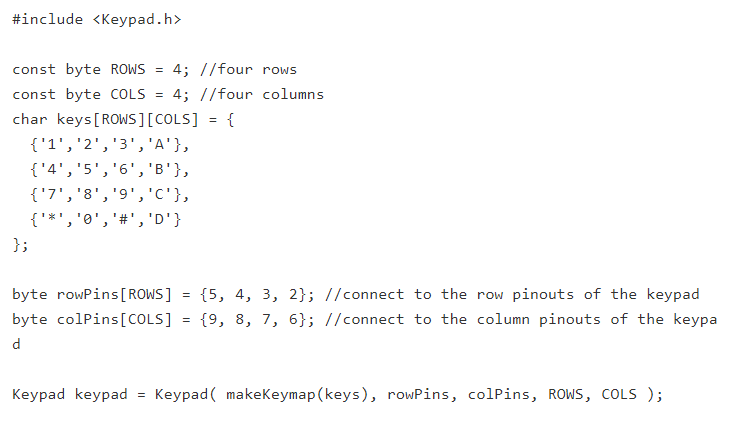 #include <Keypad.h>
const byte ROWS = 4; //four rows
const byte COLS = 4; //four columns
char keys[ROWS][COLS] = {
  {'1','2','3','A'},
  {'4','5','6','B'},
  {'7','8','9','C'},
  {'*','0','#','D'}
};
byte rowPins[ROWS] = {5, 4, 3, 2}; //connect to the row pinouts of the keypad
byte colPins[COLS] = {9, 8, 7, 6}; //connect to the column pinouts of the keypa
d
Keypad keypad = Keypad( makeKeymap(keys), rowPins, colPins, ROWS, COLS );